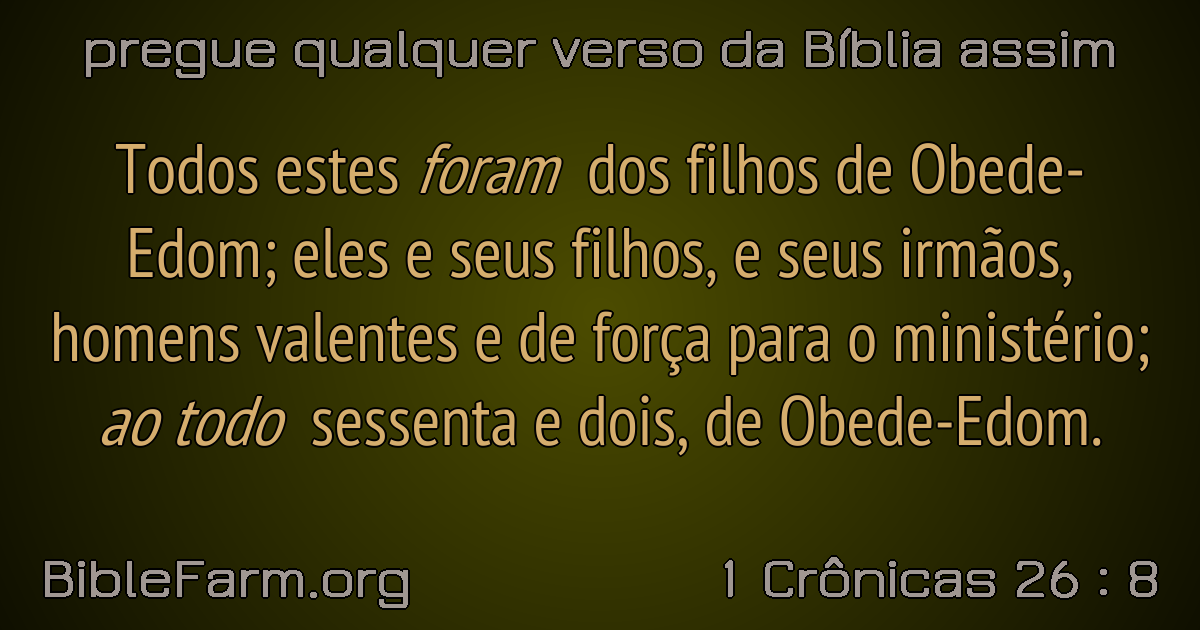 pregue qualquer verso da Bíblia assim
Todos estes foram dos filhos de Obede-
Edom; eles e seus filhos, e seus irmãos,
homens valentes e de força para o ministério;
ao todo sessenta e dois, de Obede-Edom.
BibleFarm.org
1 Crônicas 26 : 8